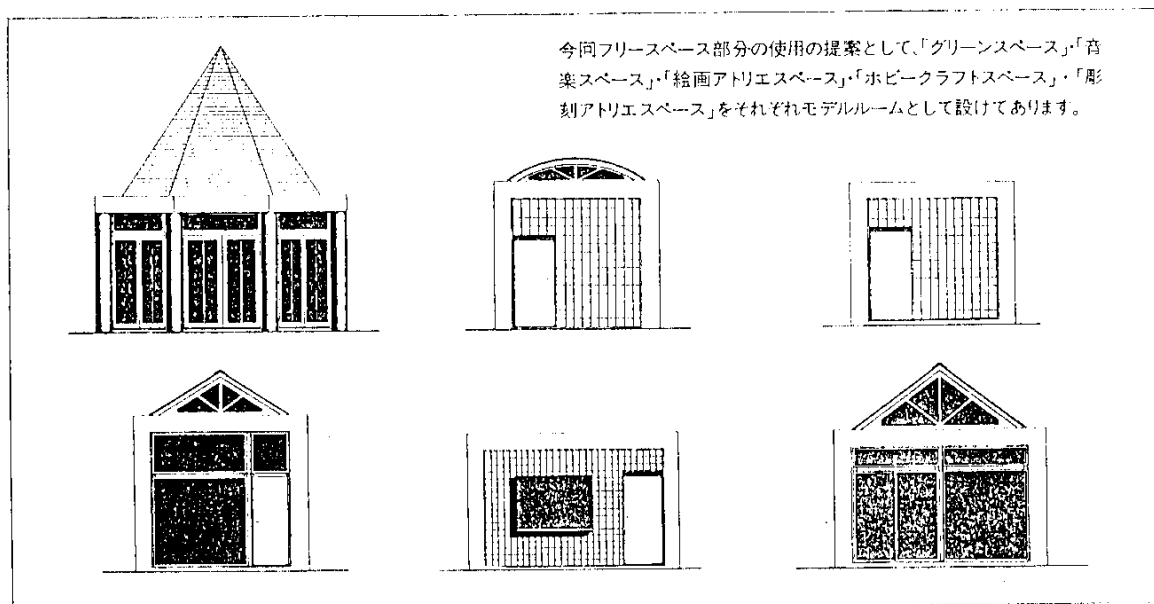 今回フリースペース部分の使用の提案として、「グリーンスペース」・「音
楽スペース」・「絵画アトリエスペース」・「ホビークラフトスペース」・「彫
刻アトリエスペース」をそれぞれモデルルームとして設けてあります。